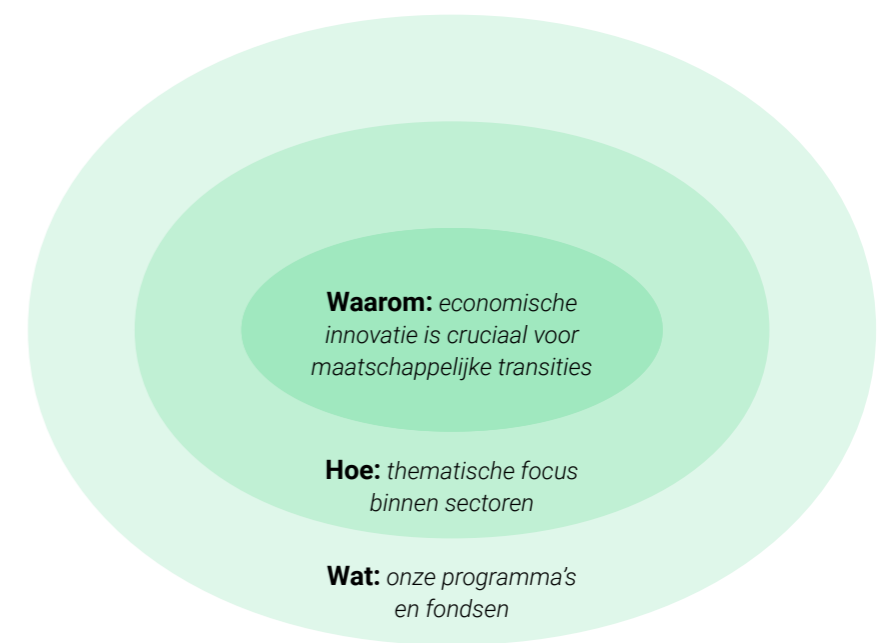 Waarom: economische
innovatie is cruciaal voor
maatschappelijke transities
Hoe: thematische focus
binnen sectoren
Wat: onze programma’s
en fondsen